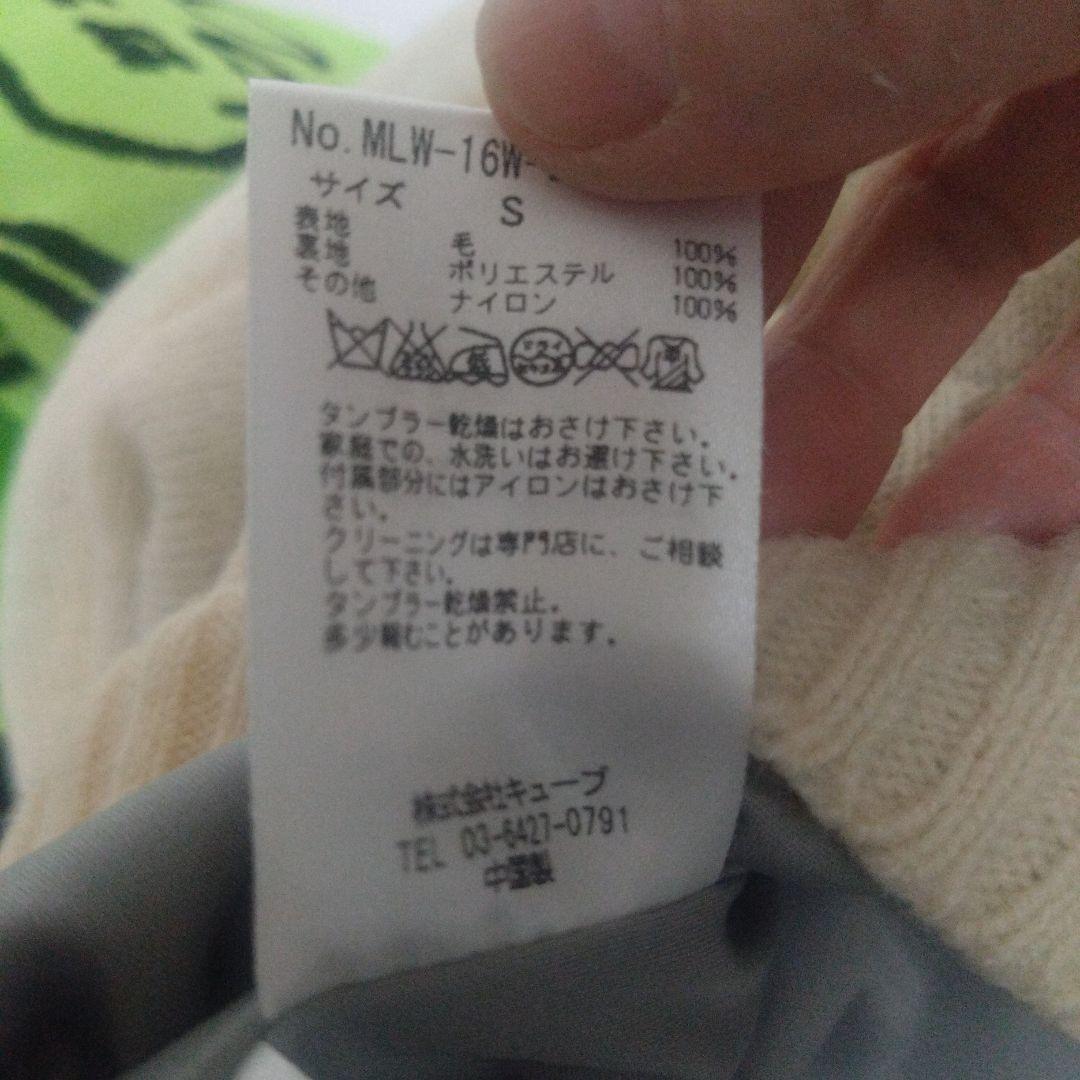 No.MLW-16W-
サイズ S
表地 毛 100%
裏地 ポリエステル 100%
その他 ナイロン 100%
タンブラー乾燥はおさけ下さい。
家庭での、水洗いはお避け下さい。
付属部分にはアイロンはおさけ下
さい。
クリーニングは専門店に、ご相談
して下さい。
タンブラー乾燥禁止。
多少縮むことがあります。
株式会社キューブ
TEL 03-6427-0791
中国製